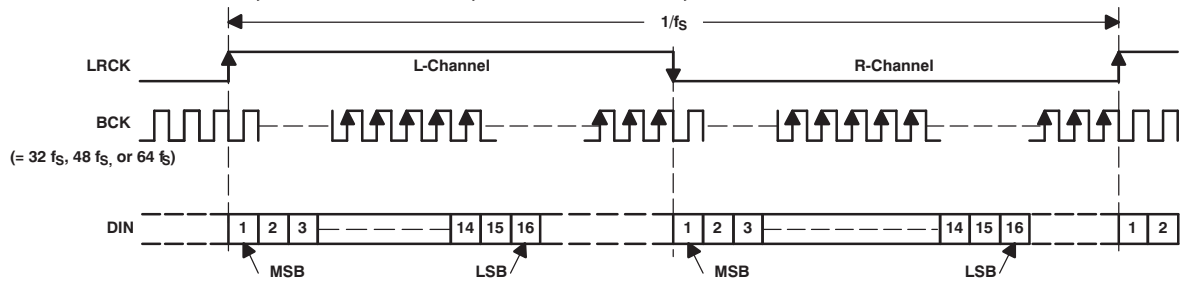 1/fS
LRCK
L-Channel
R-Channel
BCK
(= 32 fS, 48 fS, or 64 fS)
DIN
1 2 3 14 15 16 1 2 3 14 15 16 1 2
MSB LSB MSB LSB